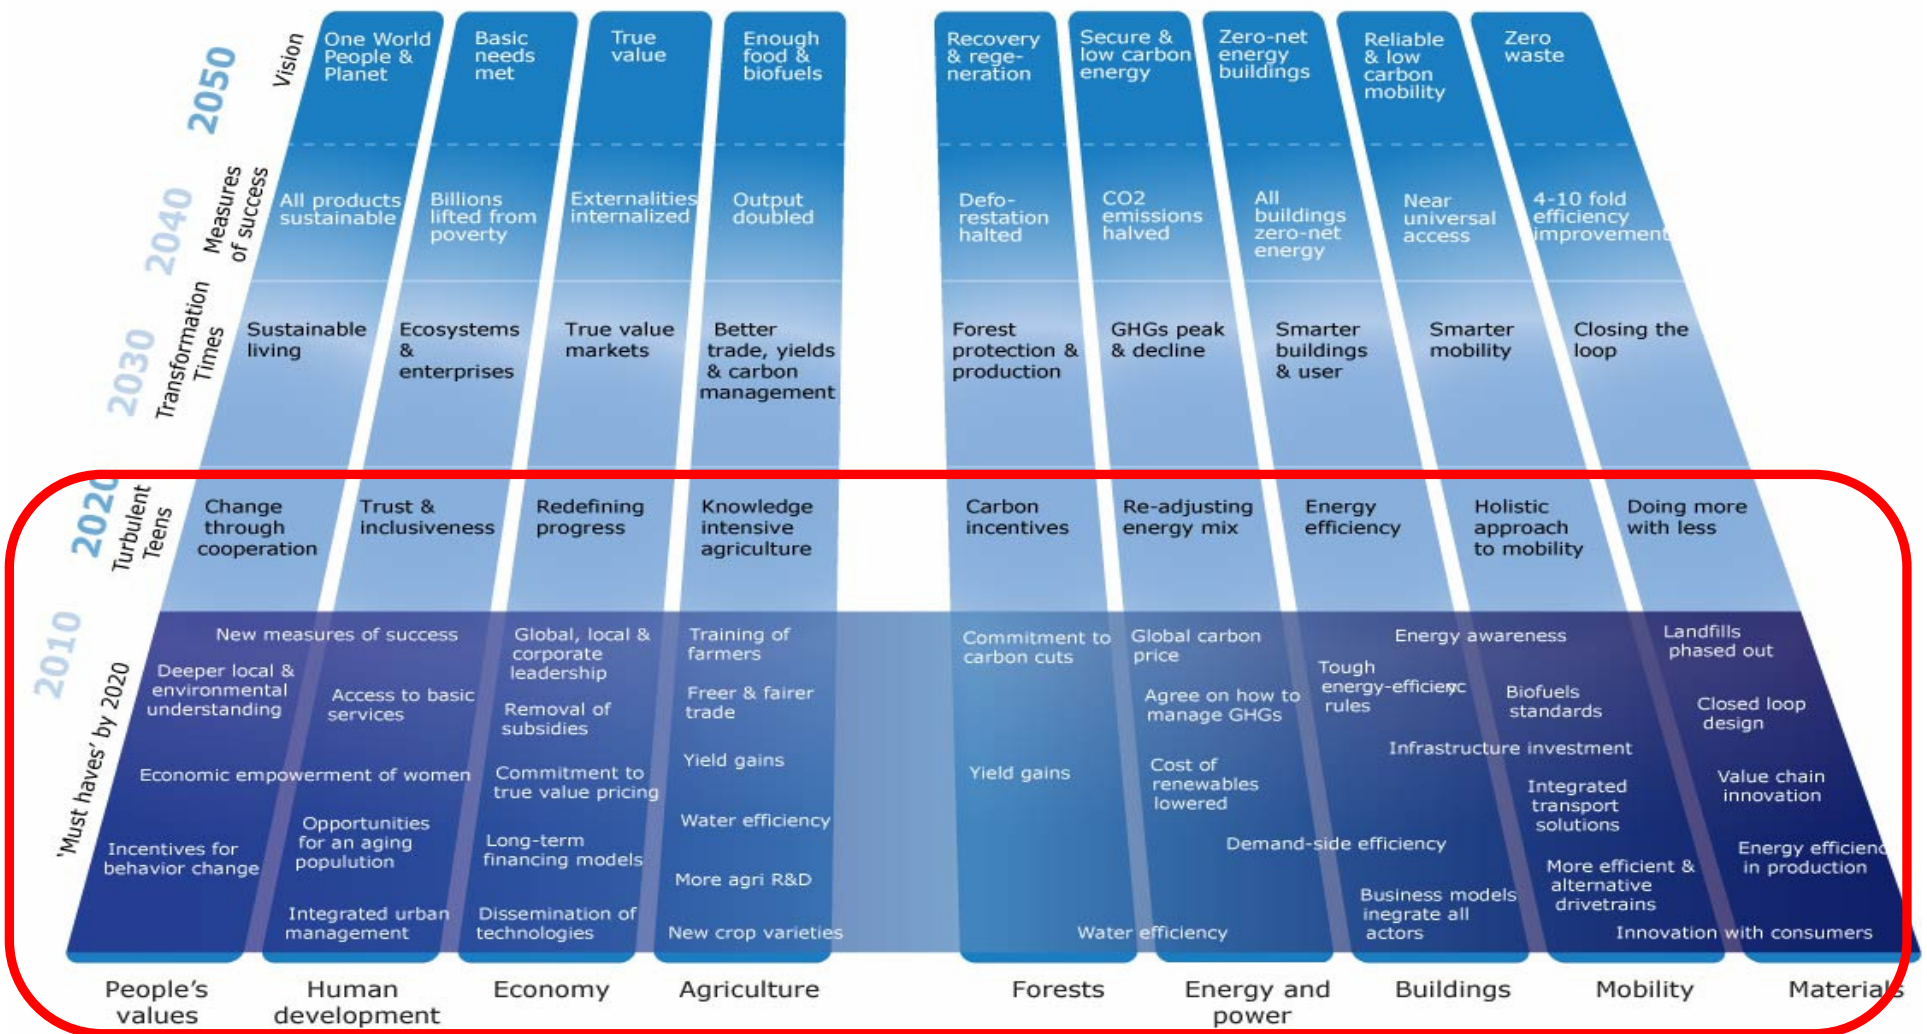 2050
Vision
One World
People &
Planet
Basic
needs
met
True
value
Enough
food &
biofuels
Recovery
& rege-
neration
Secure &
low carbon
energy
Zero-net
energy
buildings
Reliable
& low
carbon
mobility
Zero
waste
2040
Measures
of success
All products
sustainable
Billions
lifted from
poverty
Externalities
internalized
Output
doubled
Defo-
restation
halted
CO2
emissions
halved
All
buildings
zero-net
energy
Near
universal
access
4-10 fold
efficiency
improvement
2030
Transformation
Times
Sustainable
living
Ecosystems
&
enterprises
True value
markets
Better
trade, yields
& carbon
management
Forest
protection &
production
GHGs peak
& decline
Smarter
buildings
& user
Smarter
mobility
Closing the
loop
2020
Turbulent
Teens
Change
through
cooperation
Trust &
inclusiveness
Redefining
progress
Knowledge
intensive
agriculture
Carbon
incentives
Re-adjusting
energy mix
Energy
efficiency
Holistic
approach
to mobility
Doing more
with less
2010
'Must haves' by 2020
New measures of success
Deeper local &
environmental
understanding
Access to basic
services
Economic empowerment of women
Incentives for
behavior change
Opportunities
for an aging
populution
Integrated urban
management
Global, local &
corporate
leadership
Removal of
subsidies
Commitment to
true value pricing
Long-term
financing models
Dissemination of
technologies
Training of
farmers
Freer & fairer
trade
Yield gains
Water efficiency
More agri R&D
New crop varieties
Commitment to
carbon cuts
Yield gains
Water efficiency
Global carbon
price
Agree on how to
manage GHGs
Cost of
renewables
lowered
Demand-side efficiency
Energy awareness
Tough
energy-efficienc
rules
Infrastructure investment
Business models
inegrate all
actors
Biofuels
standards
Integrated
transport
solutions
More efficient &
alternative
drivetrains
Innovation with consumers
Landfills
phased out
Closed loop
design
Value chain
innovation
Energy efficienc
in production
People's
values
Human
development
Economy
Agriculture
Forests
Energy and
power
Buildings
Mobility
Materials